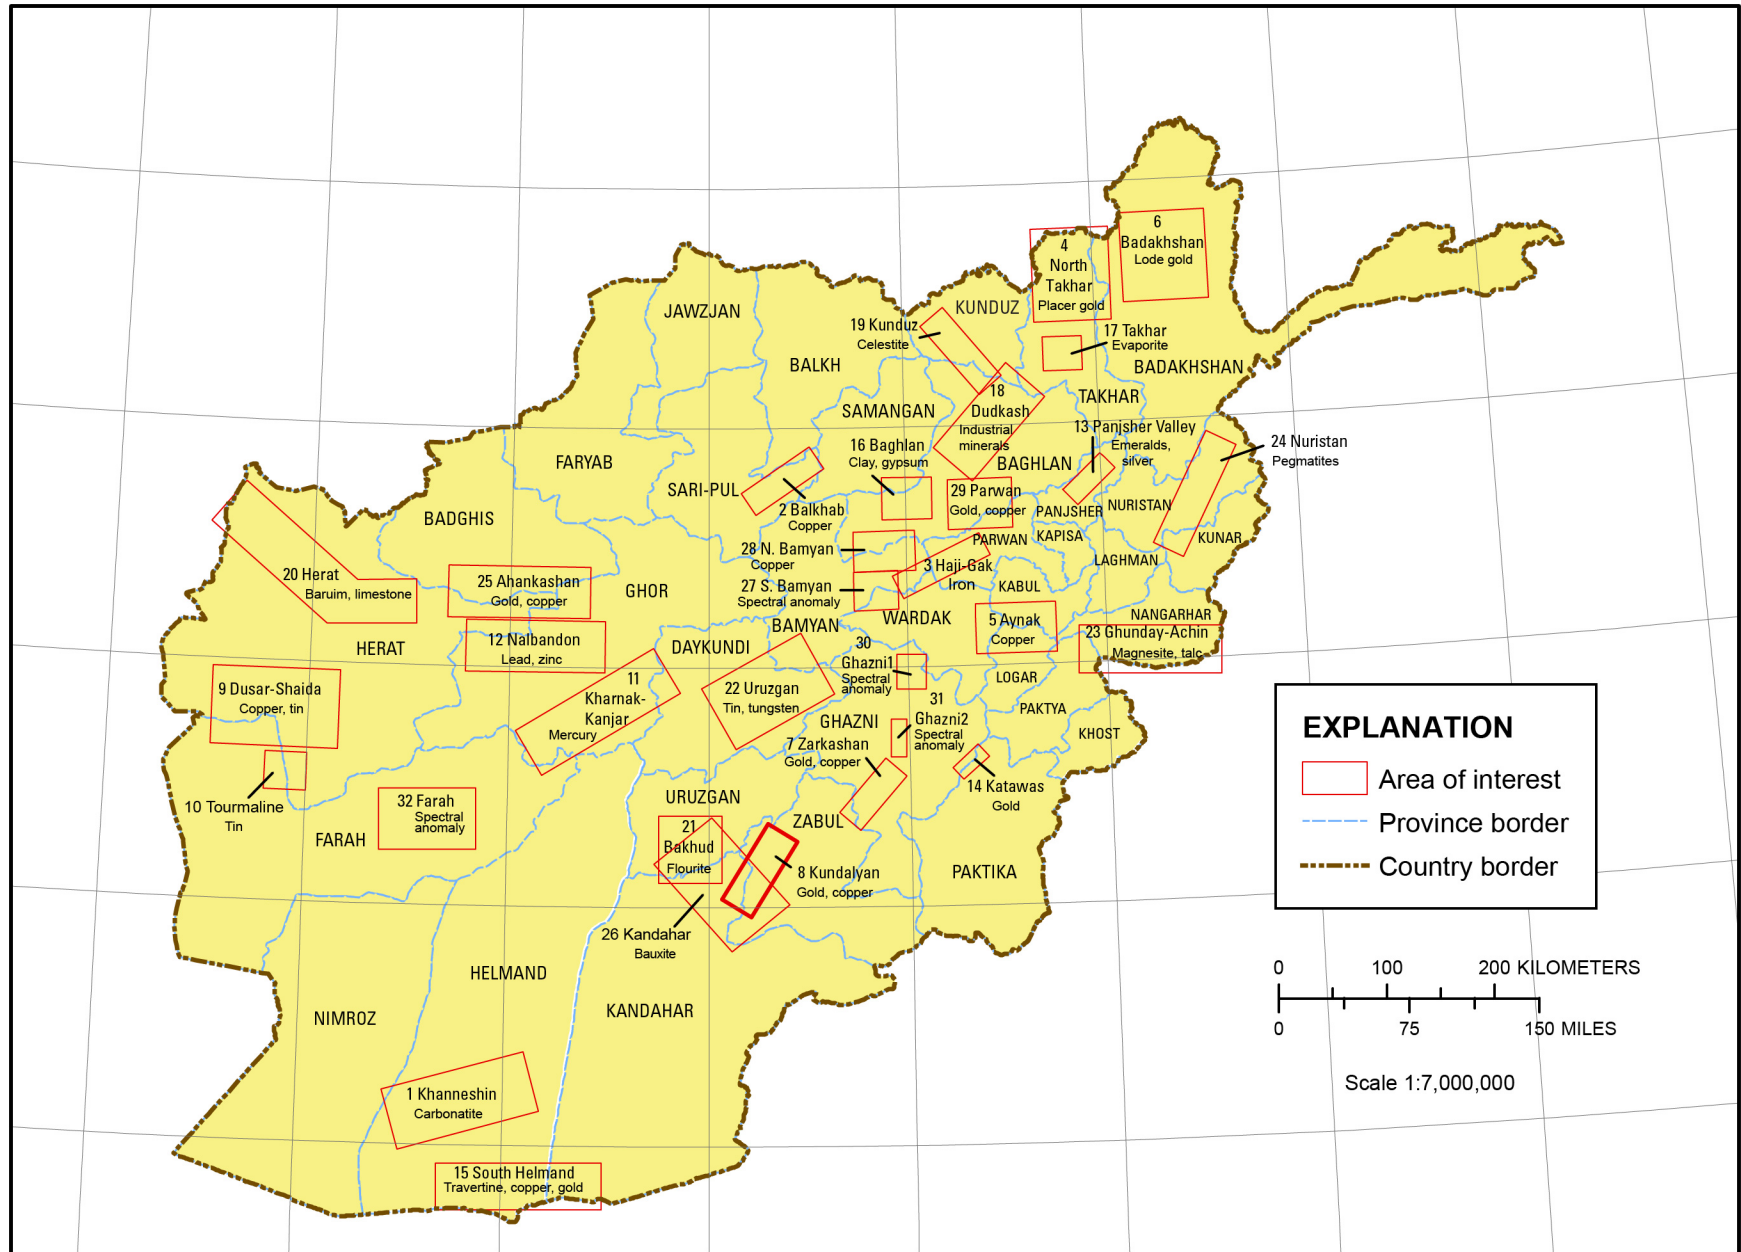 6
Badakhshan
Lode gold
4
North
Takhar
Placer gold
JAWZJAN
KUNDUZ
19 Kunduz
Celestite
17 Takhar
Evaporite
BALKH
BADAKHSHAN
18
Dudkash
Industrial
minerals
TAKHAR
SAMANGAN
13 Panjsher Valley
Emeralds,
silver
24 Nuristan
Pegmatites
16 Baghlan
Clay, gypsum
FARYAB
BAGHLAN
SARI-PUL
29 Parwan
Gold, copper
2 Balkhab
Copper
PANJSHER
NURISTAN
BADGHIS
28 N. Bamyan
Copper
PARWAN
KAPISA
KUNAR
LAGHMAN
3 Haji-Gak
Iron
20 Herat
Baruim, limestone
25 Ahankashan
Gold, copper
GHOR
27 S. Bamyan
Spectral anomaly
KABUL
WARDAK
NANGARHAR
5 Aynak
Copper
BAMYAN
23 Ghunday-Achin
Magnesite, talc
HERAT
12 Nalbandon
Lead, zinc
DAYKUNDI
30
Ghazni1
Spectral
anomaly
11
Kharnak-
Kanjar
Mercury
LOGAR
9 Dusar-Shaida
Copper, tin
22 Uruzgan
Tin, tungsten
31
Ghazni2
Spectral
anomaly
PAKTYA
GHAZNI
KHOST
7 Zarkashan
Gold, copper
14 Katawas
Gold
10 Tourmaline
Tin
32 Farah
Spectral
anomaly
URUZGAN
FARAH
ZABUL
21
Bakhud
Flourite
8 Kundalyan
Gold, copper
PAKTIKA
26 Kandahar
Bauxite
HELMAND
KANDAHAR
NIMROZ
1 Khanneshin
Carbonatite
15 South Helmand
Travertine, copper, gold
EXPLANATION
Area of interest
Province border
Country border
0 100 200 KILOMETERS
0 75 150 MILES
Scale 1:7,000,000